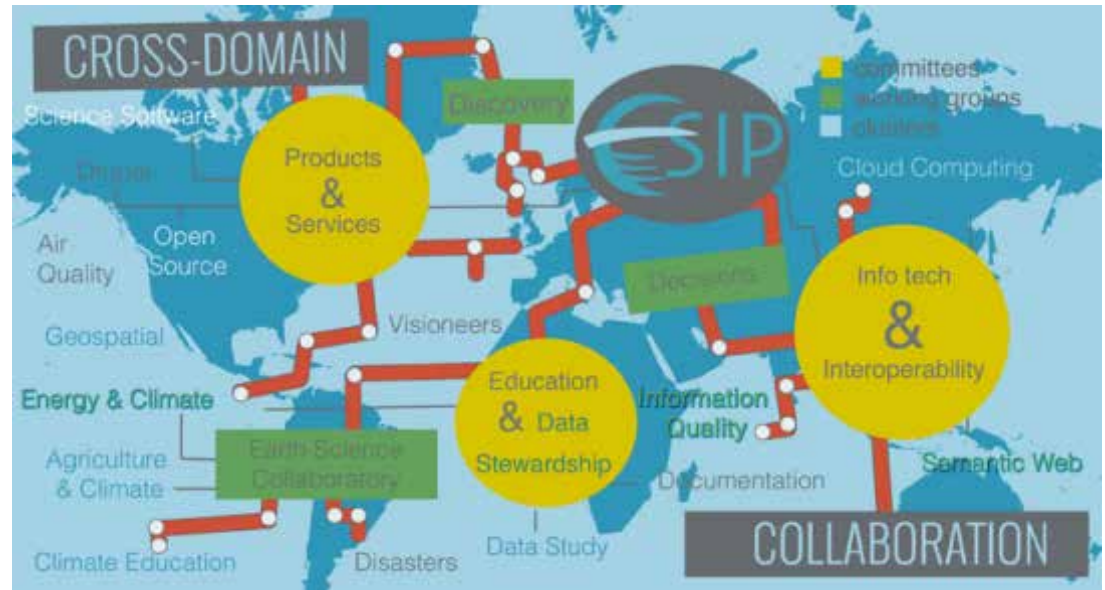 CROSS-DOMAIN
Discovery
ESIP
committees
working groups
clusters
Science Software
Products
&
Services
Drupal
Cloud Computing
Air
Quality
Open
Source
Decisions
Info tech
&
Interoperability
Geospatial
Visioneers
Energy & Climate
Education
& Data
Stewardship
Information
Quality
Agriculture
& Climate
Earth Science
Collaboratory
Documentation
Semantic Web
Climate Education
Disasters
Data Study
COLLABORATION